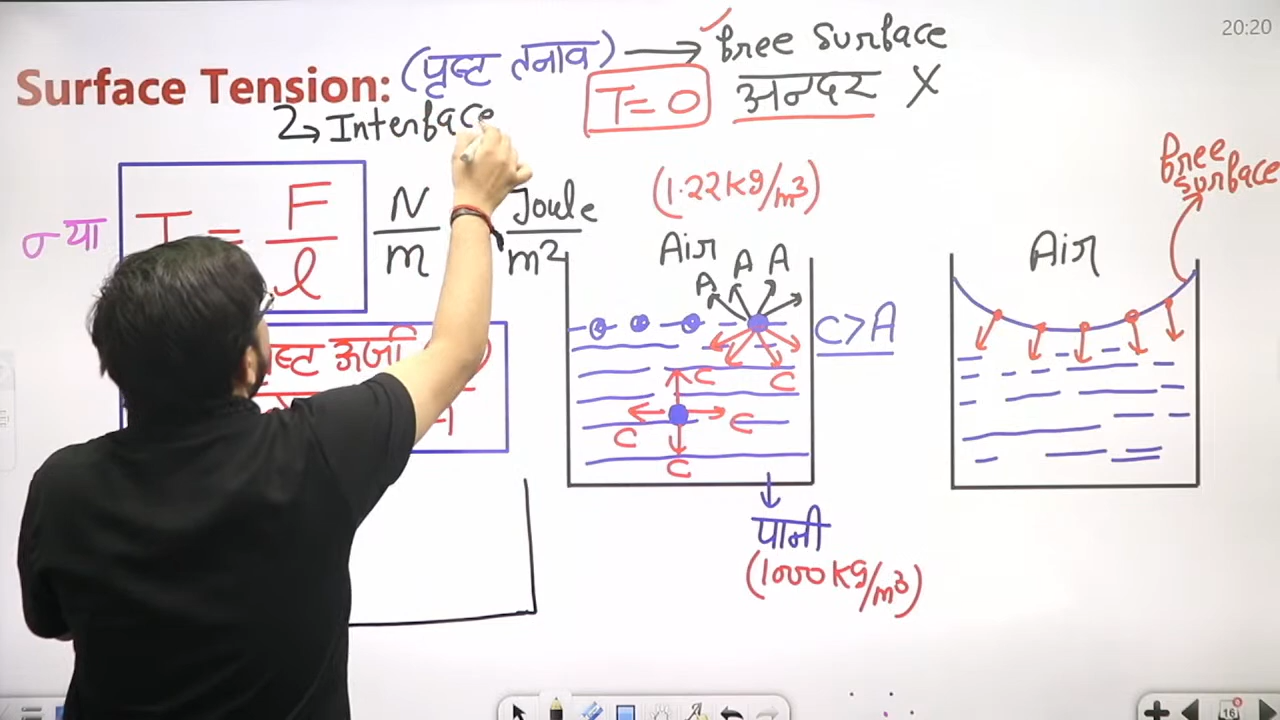 20:20
Surface Tension: (पृष्ठ तनाव) → free surface
T=0 अन्दर X
2→ Interface
free surface
σ या T = F/l N/m Joule/m2
(1.22 kg/m3)
Air
A A A
Air
C>A
पृष्ठ ऊर्जा
C C
C C
C
पानी
(1000 kg/m3)
16